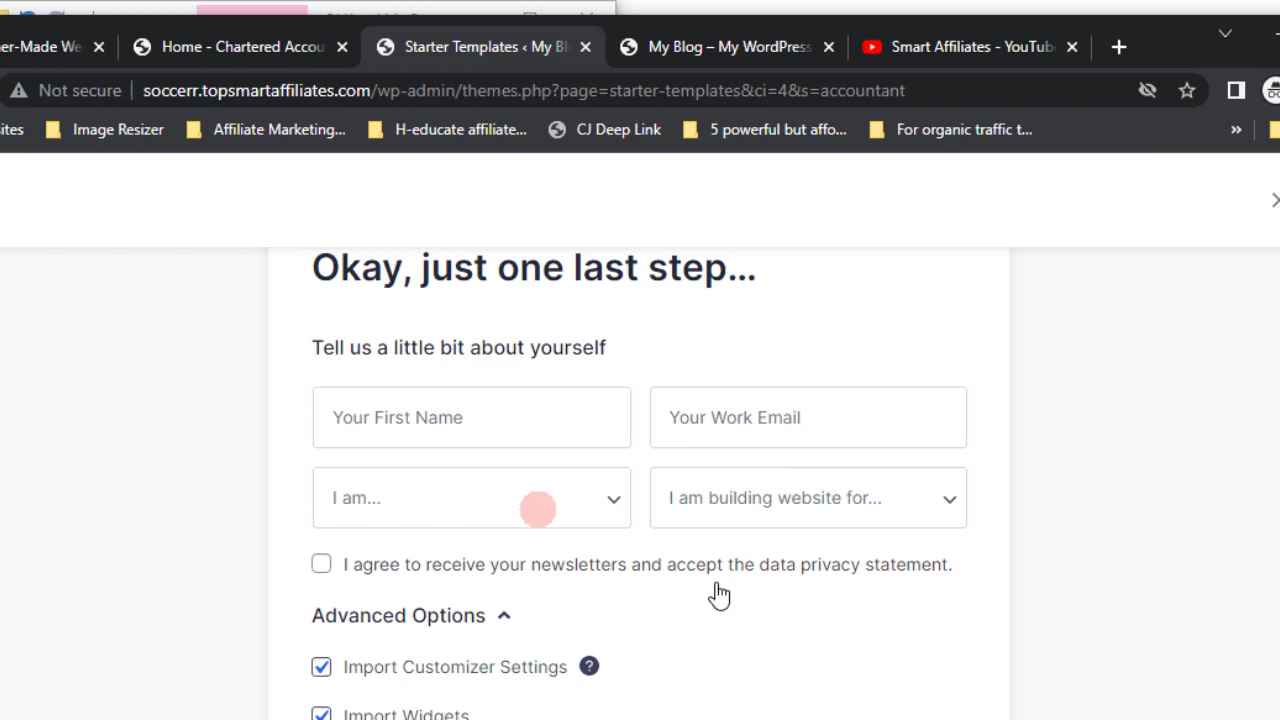 er-Made We
Home - Chartered Accou
Starter Templates ‹ My Bl
My Blog – My WordPress
Smart Affiliates - YouTub
Not secure
soccerr.topsmartaffiliates.com/wp-admin/themes.php?page=starter-templates&ci=4&s=accountant
ites
Image Resizer
Affiliate Marketing...
H-educate affiliate...
CJ Deep Link
5 powerful but affo...
For organic traffic t...
»
Okay, just one last step...
Tell us a little bit about yourself
Your First Name
Your Work Email
I am...
I am building website for...
I agree to receive your newsletters and accept the data privacy statement.
Advanced Options
Import Customizer Settings ?
Import Widgets